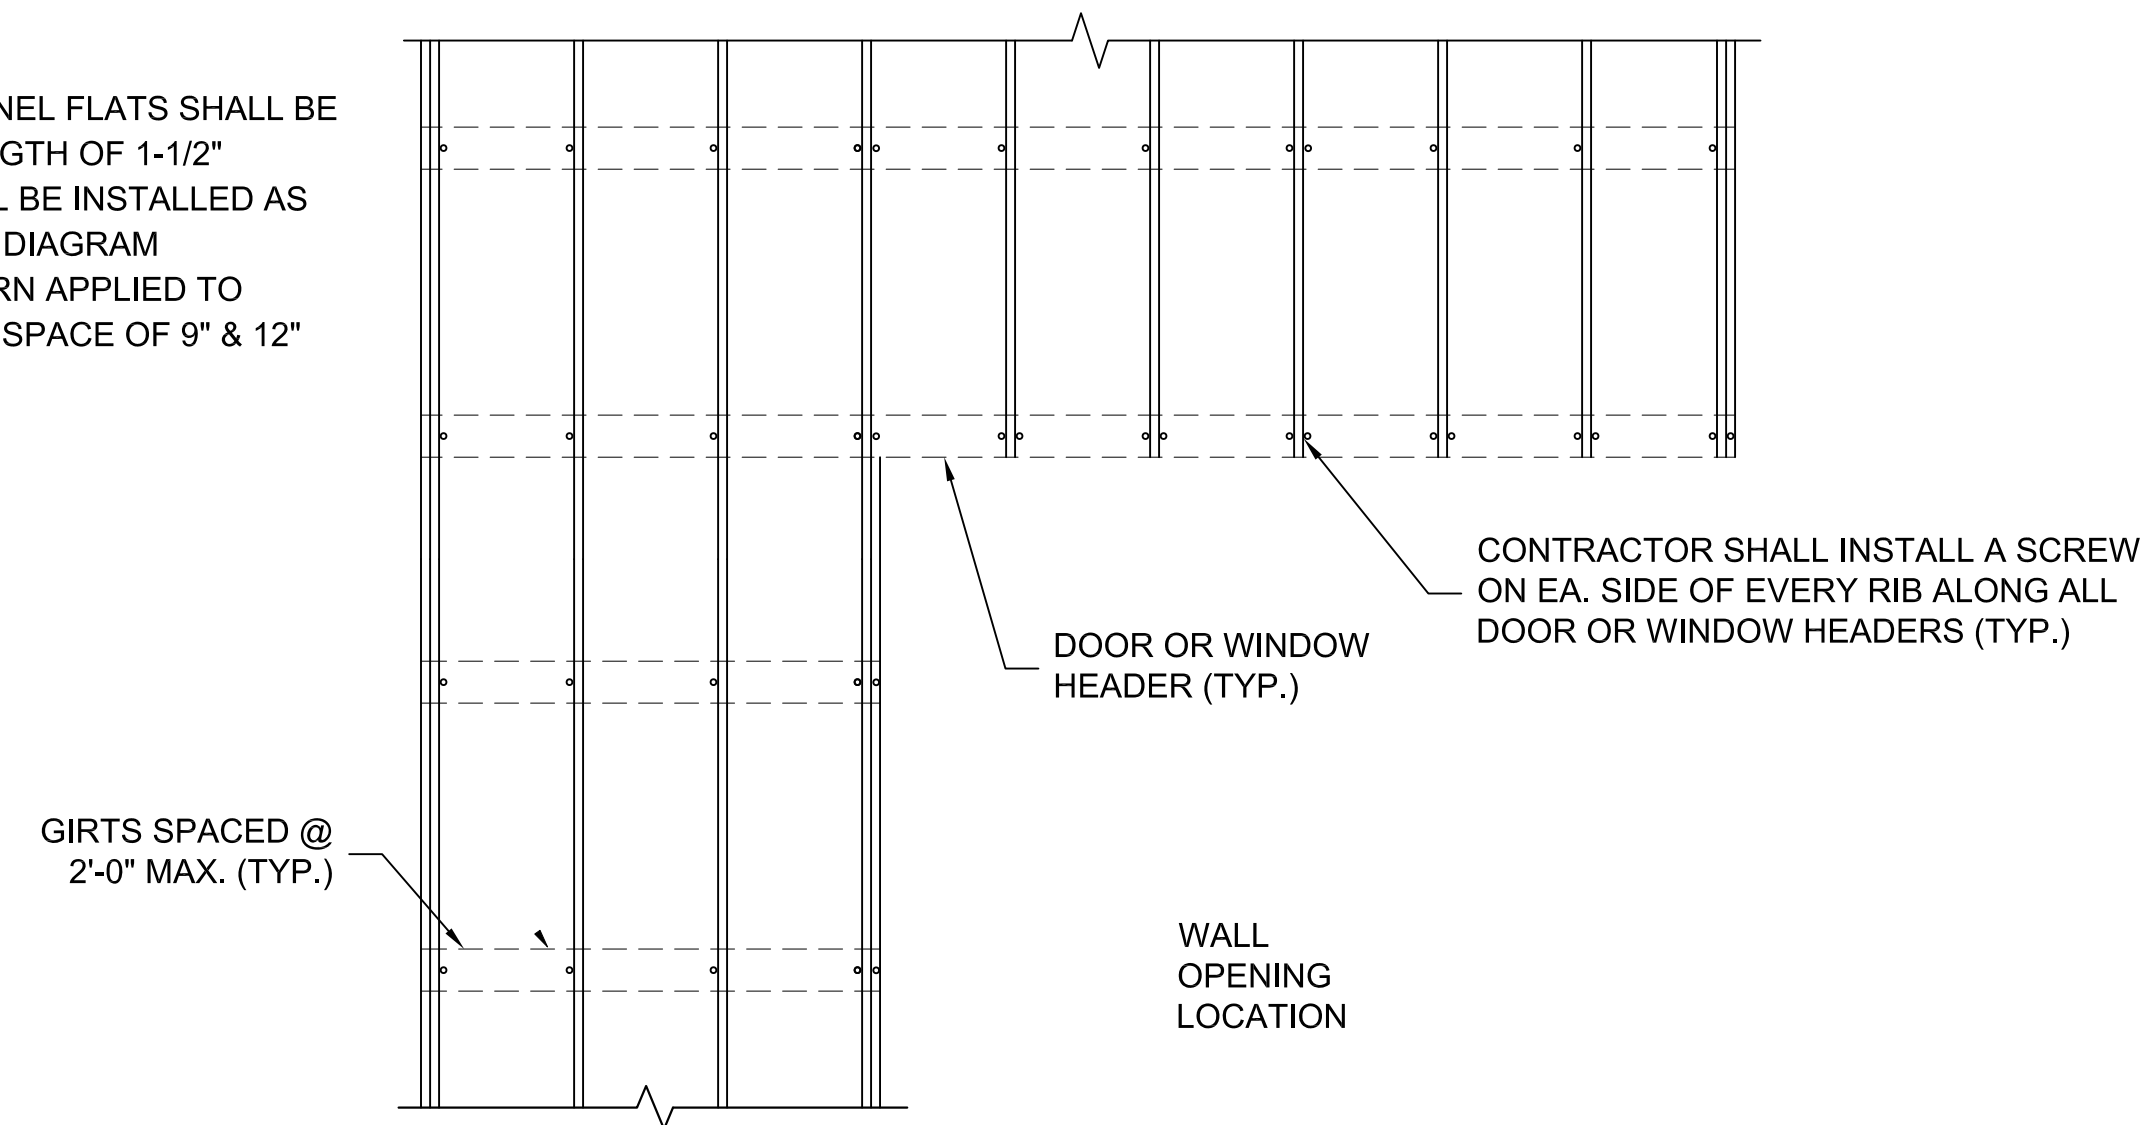 NEL FLATS SHALL BE
GTH OF 1-1/2"
L BE INSTALLED AS
DIAGRAM
RN APPLIED TO
SPACE OF 9" & 12"
CONTRACTOR SHALL INSTALL A SCREW
ON EA. SIDE OF EVERY RIB ALONG ALL
DOOR OR WINDOW HEADERS (TYP.)
DOOR OR WINDOW
HEADER (TYP.)
GIRTS SPACED @
2'-0" MAX. (TYP.)
WALL
OPENING
LOCATION